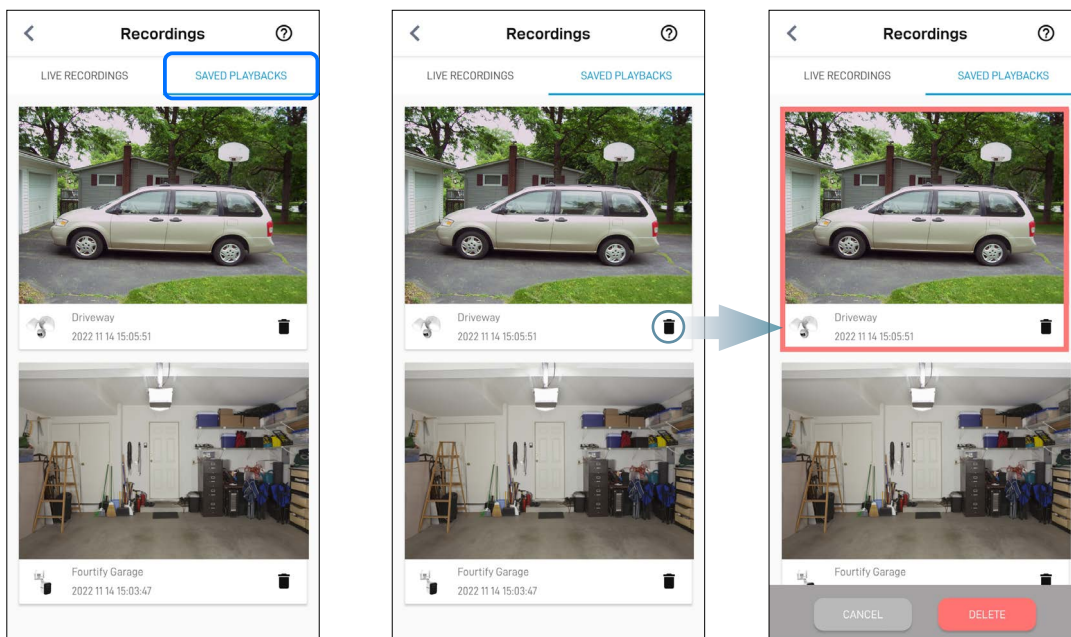 Recordings
LIVE RECORDINGS SAVED PLAYBACKS
Driveway
2022 11 14 15:05:51
Fourtify Garage
2022 11 14 15:03:47
Recordings
LIVE RECORDINGS SAVED PLAYBACKS
Driveway
2022 11 14 15:05:51
Fourtify Garage
2022 11 14 15:03:47
Recordings
LIVE RECORDINGS SAVED PLAYBACKS
Driveway
2022 11 14 15:05:51
Fourtify Garage
CANCEL DELETE